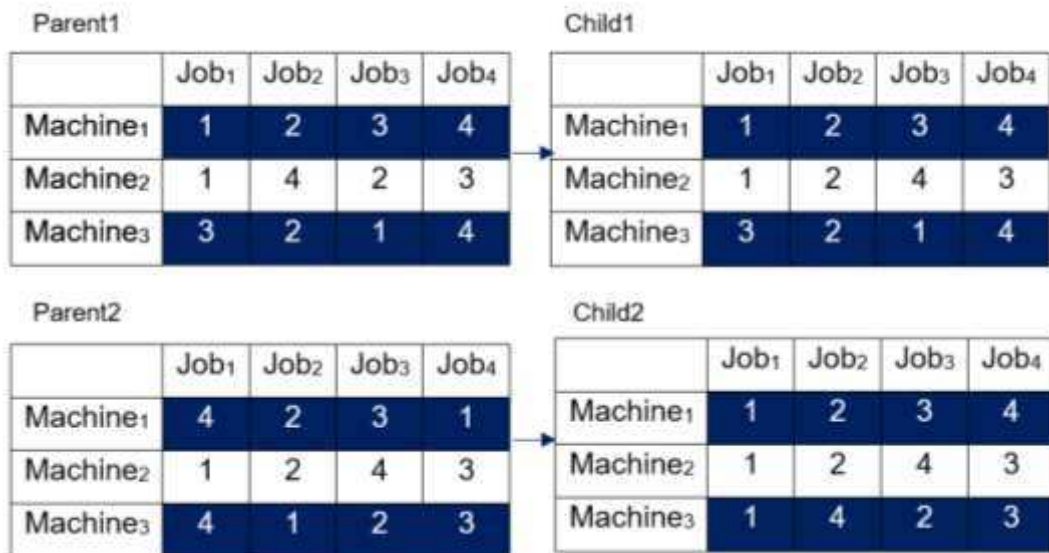 Parent1 Child1
Job₁ Job₂ Job₃ Job₄ Job₁ Job₂ Job₃ Job₄
Machine₁ 1 2 3 4 Machine₁ 1 2 3 4
Machine₂ 1 4 2 3 Machine₂ 1 2 4 3
Machine₃ 3 2 1 4 Machine₃ 3 2 1 4
Parent2 Child2
Job₁ Job₂ Job₃ Job₄ Job₁ Job₂ Job₃ Job₄
Machine₁ 4 2 3 1 Machine₁ 1 2 3 4
Machine₂ 1 2 4 3 Machine₂ 1 2 4 3
Machine₃ 4 1 2 3 Machine₃ 1 4 2 3